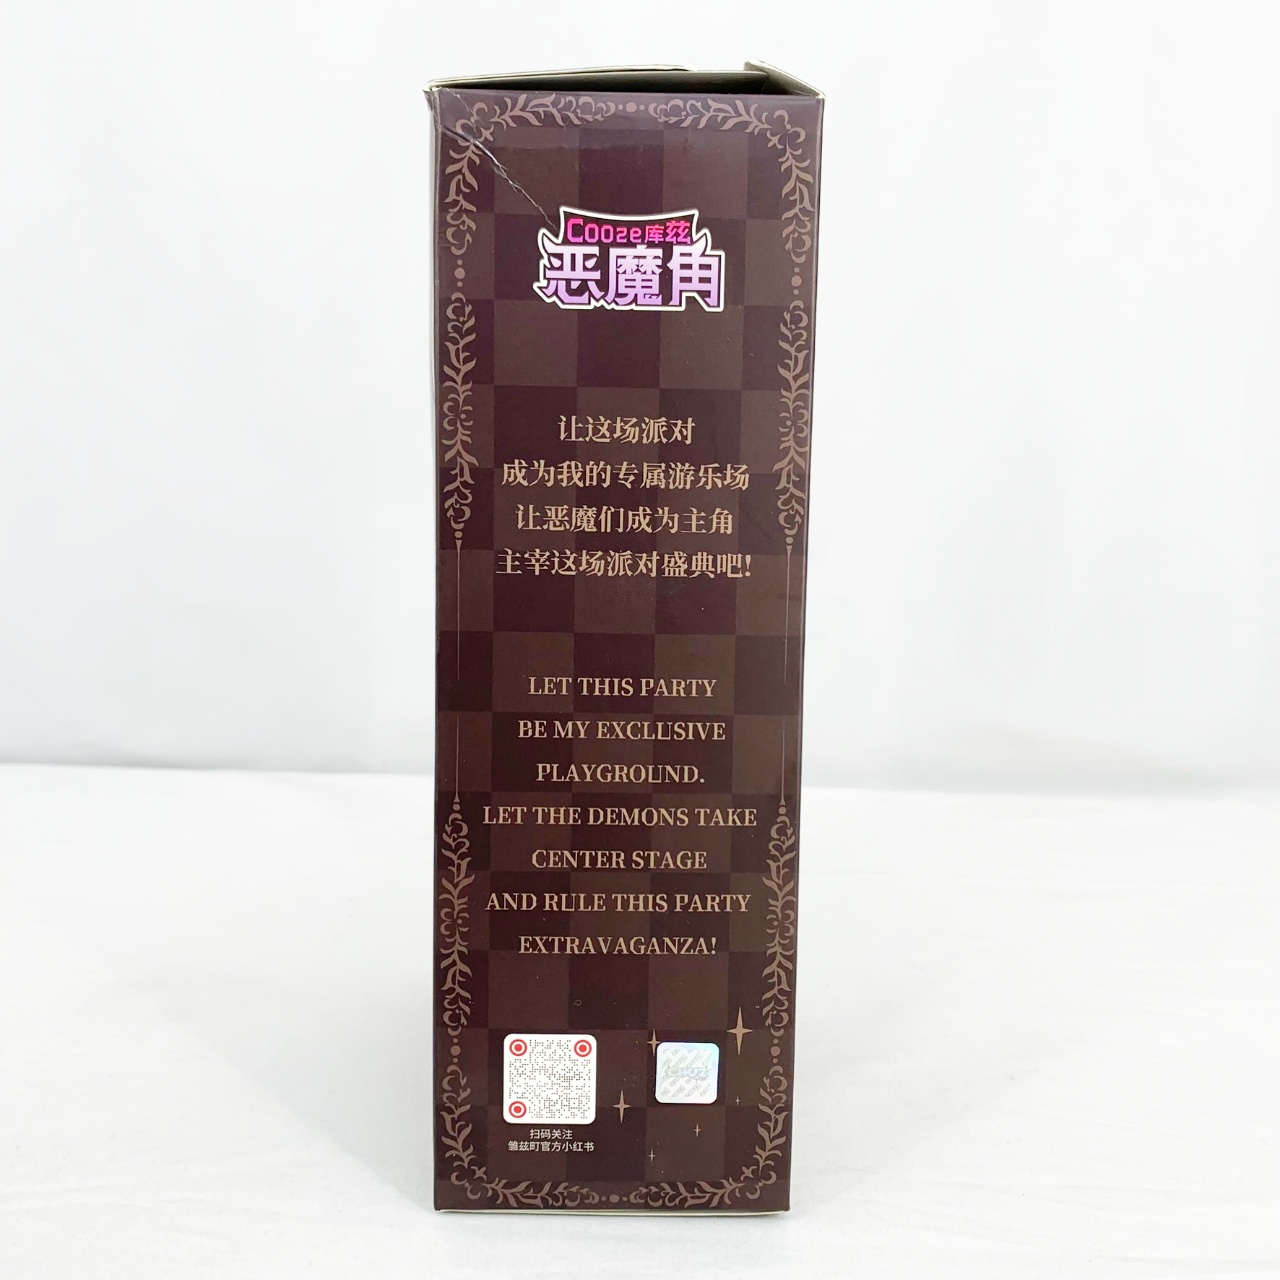 Cooze库兹
恶魔角
让这场派对
成为我的专属游乐场
让恶魔们成为主角
主宰这场派对盛典吧!
LET THIS PARTY
BE MY EXCLUSIVE
PLAYGROUND.
LET THE DEMONS TAKE
CENTER STAGE
AND RULE THIS PARTY
EXTRAVAGANZA!
扫码关注
雏兹町官方小红书